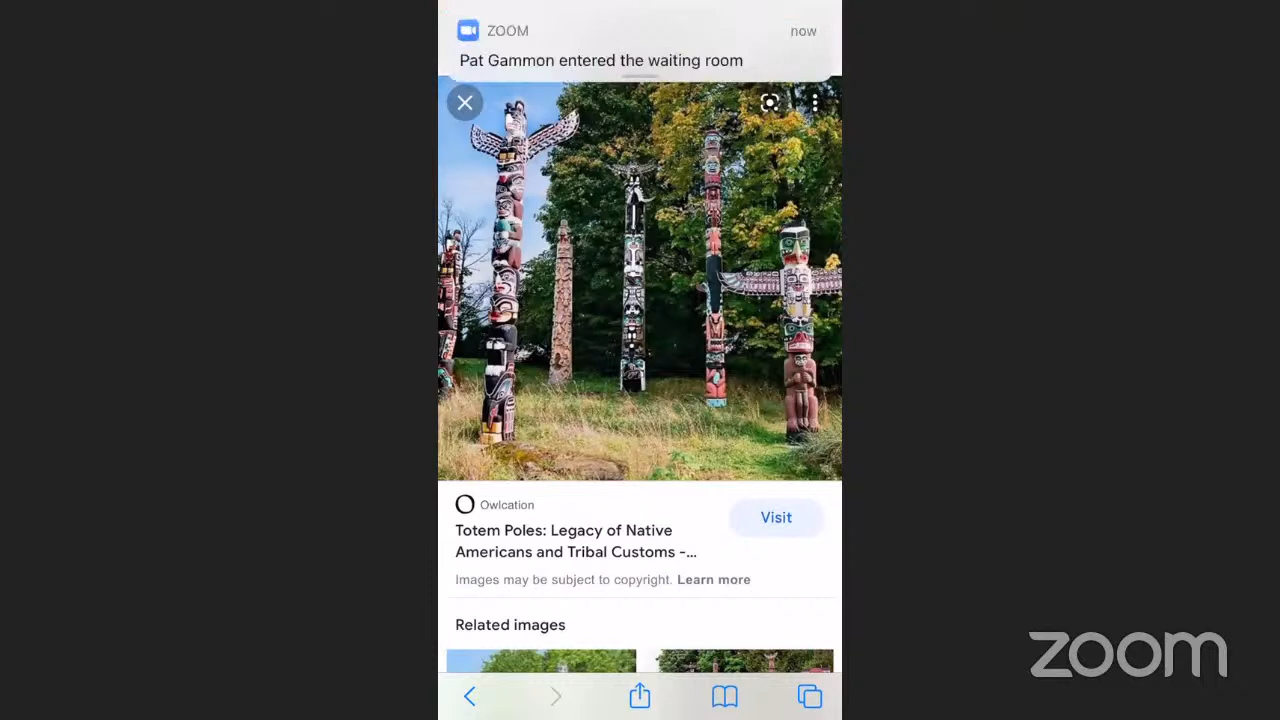 ZOOM
now
Pat Gammon entered the waiting room
Owlcation
Visit
Totem Poles: Legacy of Native
Americans and Tribal Customs -...
Images may be subject to copyright. Learn more
Related images
zoom